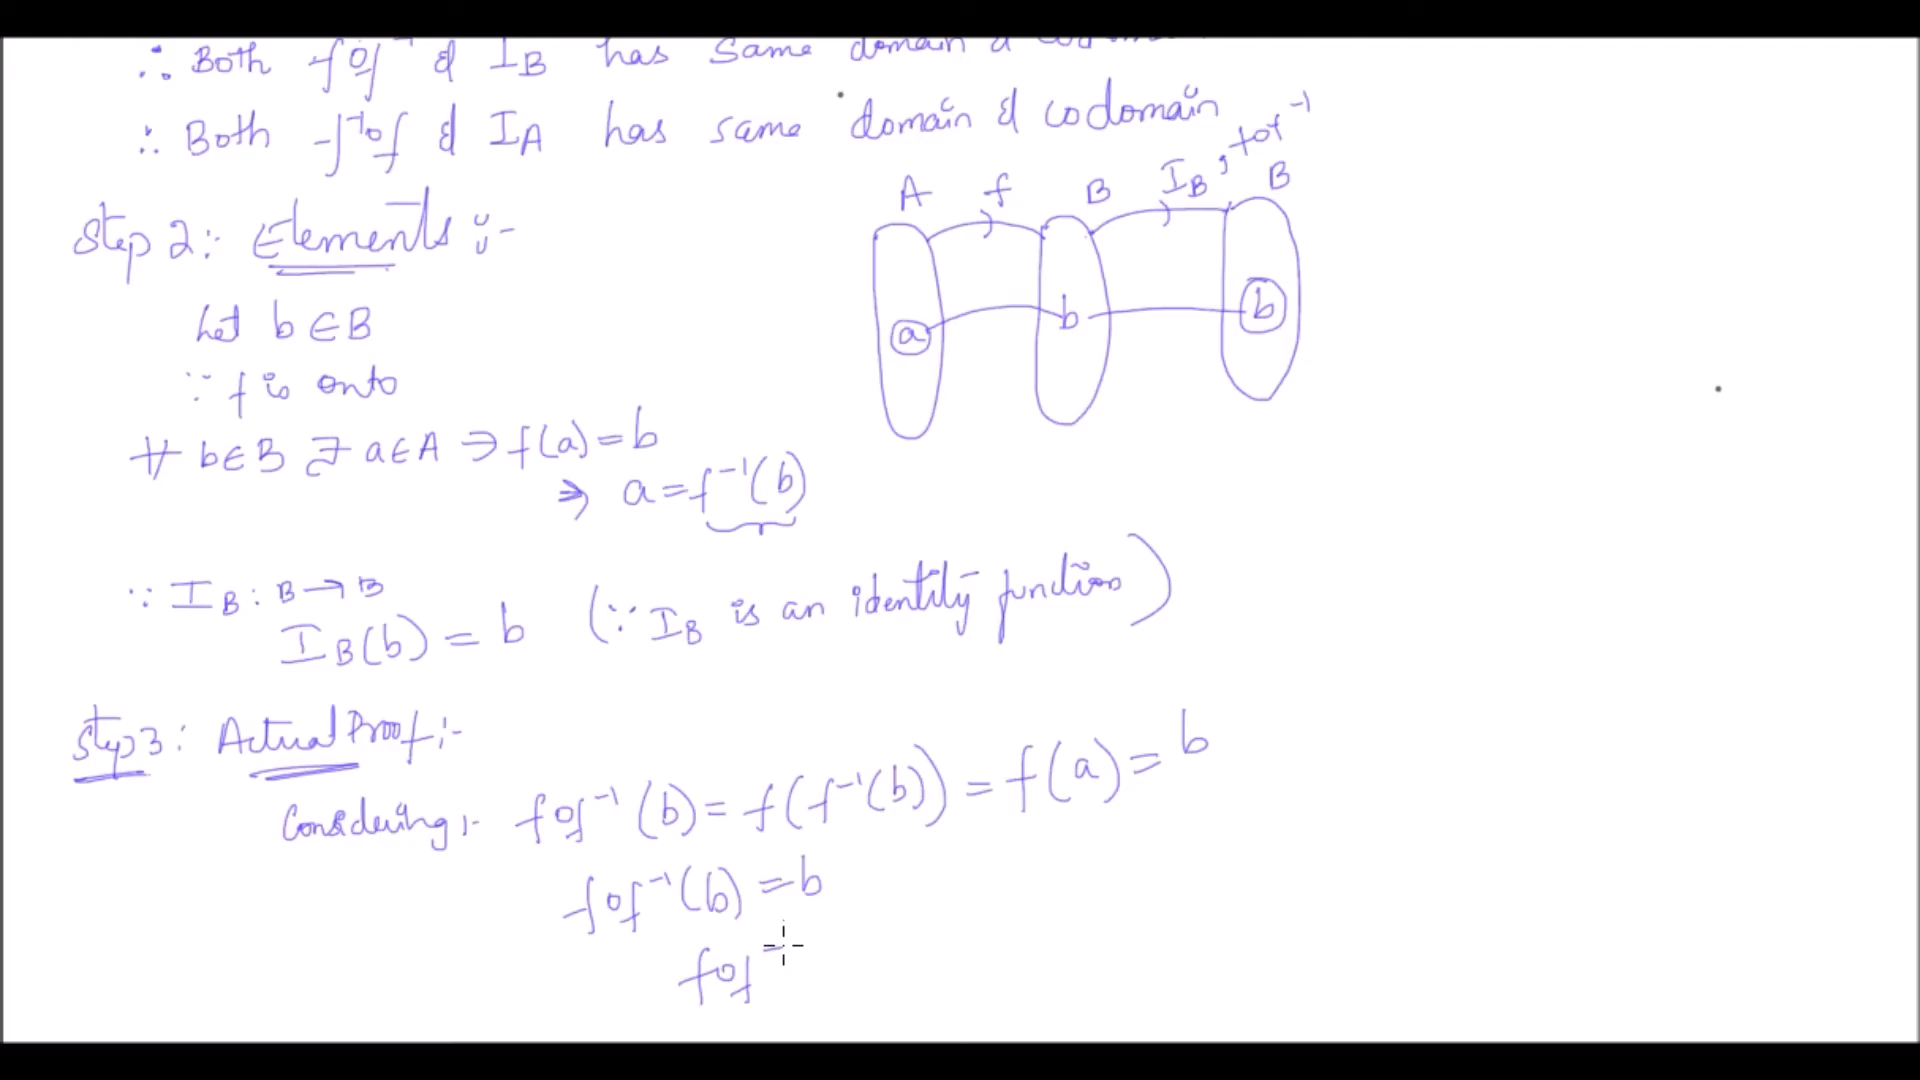 ∴ Both fof⁻¹ & I_B has same domain &
∴ Both f⁻¹of & I_A has same domain & codomain
A f B I_B , fof⁻¹ B
Step 2 :- Elements :-
a b b
Let b ∈ B
∵ f is onto
∀ b∈B ∃ a∈A ∋ f(a) = b
⇒ a = f⁻¹(b)
∵ I_B : B → B
I_B(b) = b (∵ I_B is an identity function)
Step 3 : Actual Proof :-
Considering :- fof⁻¹(b) = f(f⁻¹(b)) = f(a) = b
fof⁻¹(b) = b
fof⁻